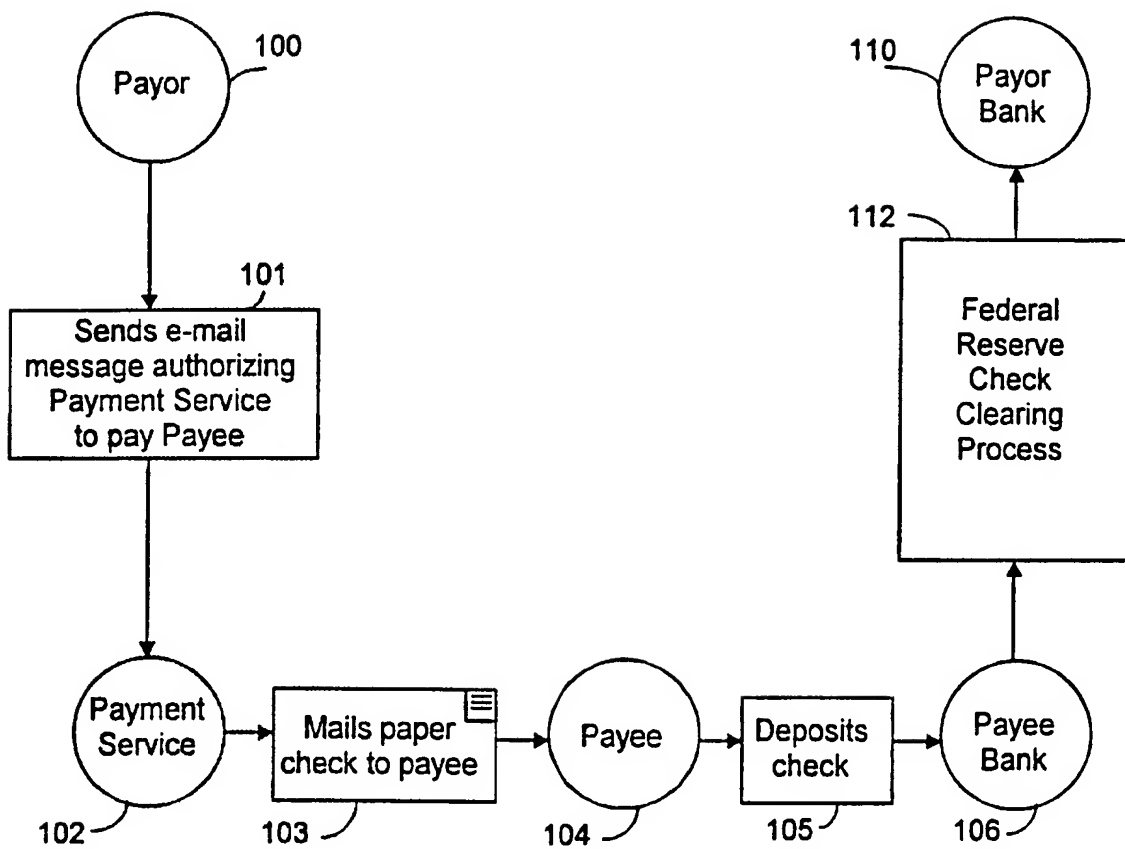 100
Payor
110
Payor
Bank
101
Sends e-mail
message authorizing
Payment Service
to pay Payee
112
Federal
Reserve
Check
Clearing
Process
Payment
Service
102
Mails paper
check to payee
103
Payee
104
Deposits
check
105
Payee
Bank
106